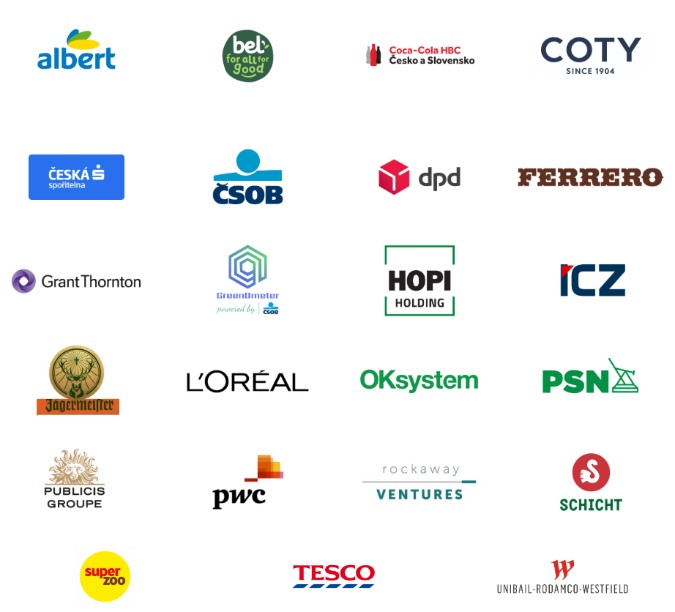 albert
bel
for all for
good
Coca-Cola HBC
Česko a Slovensko
COTY
SINCE 1904
ČESKÁ
spořitelna
ČSOB
dpd
FERRERO
GrantThornton
HOPI
HOLDING
GreenOmeter
powered by ČSOB
ICZ
Jägermeister
L'ORÉAL
OKsystem
PSN
PUBLICIS
GROUPE
pwc
rockaway
VENTURES
SCHICHT
super
zoo
TESCO
UNIBAIL-RODAMCO-WESTFIELD